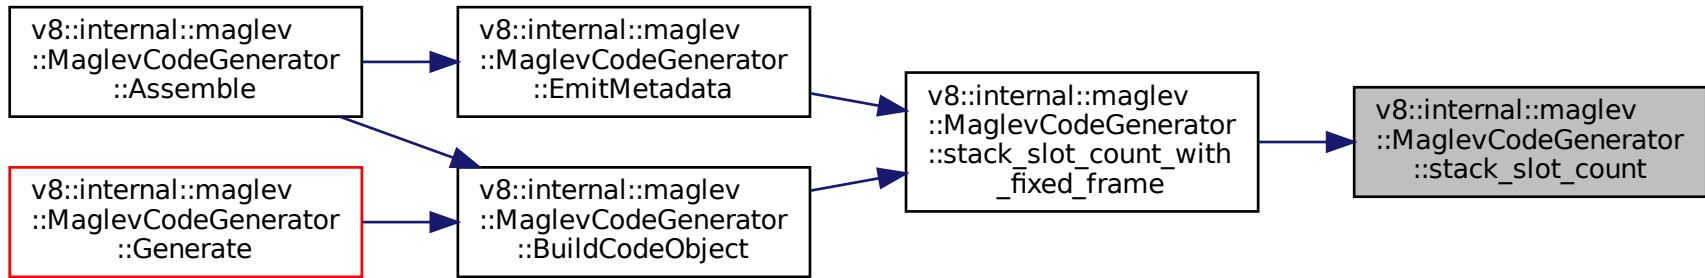 v8::internal::maglev
::MaglevCodeGenerator
::Assemble
v8::internal::maglev
::MaglevCodeGenerator
::EmitMetadata
v8::internal::maglev
::MaglevCodeGenerator
::Generate
v8::internal::maglev
::MaglevCodeGenerator
::BuildCodeObject
v8::internal::maglev
::MaglevCodeGenerator
::stack_slot_count_with
_fixed_frame
v8::internal::maglev
::MaglevCodeGenerator
::stack_slot_count